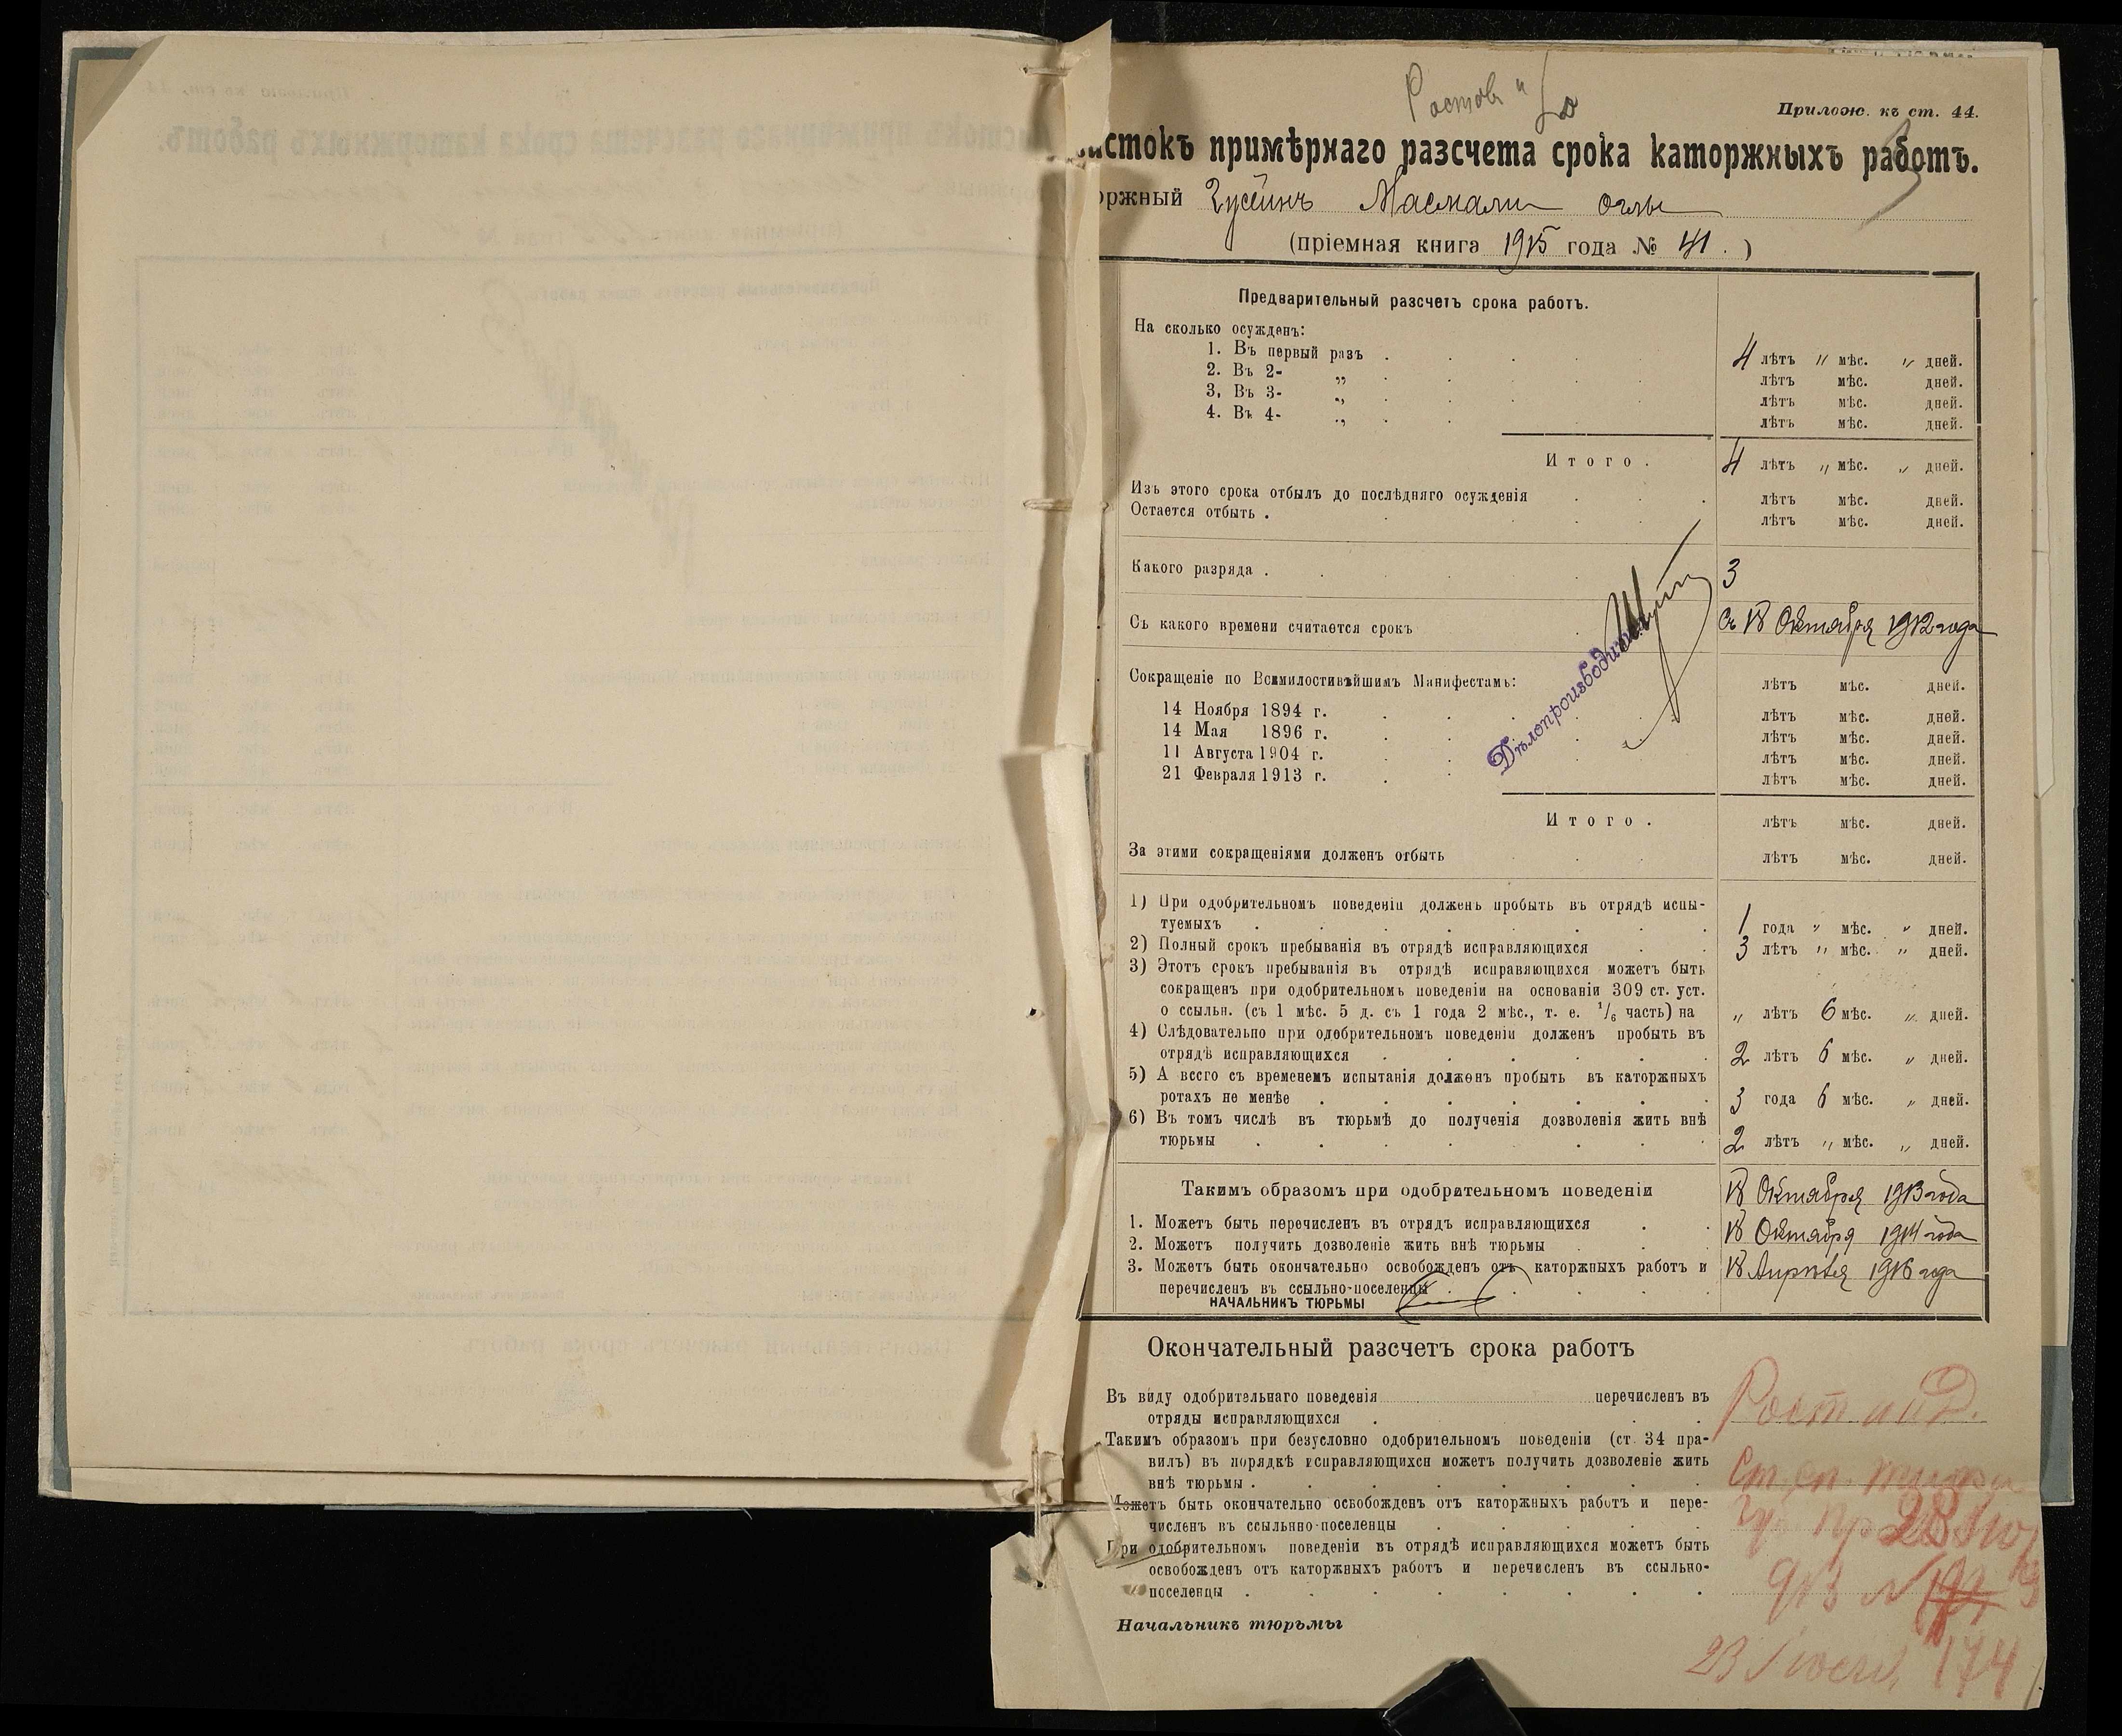 Ростовъ н/Д
Прилож. къ ст. 44.
истокъ примѣрнаго разсчета срока каторжныхъ работъ.
оржный Гусейнъ Масмали оглы
(пріемная книга 1915 года № 41.)
Предварительный разсчетъ срока работъ.
На сколько осужденъ:
1. Въ первый разъ . . . . 4 лѣтъ " мѣс. " дней.
2. Въ 2- „ . . . лѣтъ мѣс. дней.
3, Въ 3- „ . . . лѣтъ мѣс. дней.
4. Въ 4- „ . . . лѣтъ мѣс. дней.
Итого. 4 лѣтъ " мѣс. " дней.
Изъ этого срока отбылъ до послѣдняго осужденія . . . лѣтъ мѣс. дней.
Остается отбыть . . . . лѣтъ мѣс. дней.
Какого разряда . . . . 3
Съ какого времени считается срокъ . Съ 18 Октября 1912 года
Дѣлопроизводитель
Сокращеніе по Всемилостивѣйшимъ Манифестамъ: лѣтъ мѣс. дней.
14 Ноября 1894 г. . . . лѣтъ мѣс. дней.
14 Мая 1896 г. . . . лѣтъ мѣс. дней.
11 Августа 1904 г. . . . лѣтъ мѣс. дней.
21 Февраля 1913 г. . . . лѣтъ мѣс. дней.
Итого. лѣтъ мѣс. дней.
За этими сокращеніями долженъ отбыть . . . лѣтъ мѣс. дней.
1) При одобрительномъ поведеніи долженъ пробыть въ отрядѣ испы-
туемыхъ . . . . . . 1 года " мѣс. " дней.
2) Полный срокъ пребыванія въ отрядѣ исправляющихся . . 3 лѣтъ " мѣс. " дней.
3) Этотъ срокъ пребыванія въ отрядѣ исправяющихся можетъ быть
сокращенъ при одобрительномъ поведеніи на основаніи 309 ст. уст.
о ссыльн. (съ 1 мѣс. 5 д. съ 1 года 2 мѣс., т. е. 1/6 часть) на " лѣтъ 6 мѣс. " дней.
4) Слѣдовательно при одобрительномъ поведеніи долженъ пробыть въ
отрядѣ исправляющихся . . . . . 2 лѣтъ 6 мѣс. " дней.
5) А всего съ временемъ испытанія долженъ пробыть въ каторжныхъ
ротахъ не менѣе . . . . . . 3 года 6 мѣс. " дней.
6) Въ томъ числѣ въ тюрьмѣ до полученія дозволенія жить внѣ
тюрьмы . . . . . . 2 лѣтъ " мѣс. " дней.
Такимъ образомъ при одобрительномъ поведеніи 18 Октября 1913 года
1. Можетъ быть перечисленъ въ отрядъ исправляющихся . . 18 Октября 1914 года
2. Можетъ получить дозволеніе жить внѣ тюрьмы . . .
3. Можетъ быть окончательно освобожденъ отъ каторжныхъ работъ и 18 Апрѣля 1916 года
перечисленъ въ ссыльно-поселенцы . . . .
НАЧАЛЬНИКЪ ТЮРЬМЫ
Окончательный разсчетъ срока работъ
Въ виду одобрительнаго поведенія перечисленъ въ
отряды исправляющихся . . . Рост н Д.
Такимъ образомъ при безусловно одобрительномъ поведеніи (ст. 34 пра-
вилъ) въ порядкѣ исправляющихся можетъ получить дозволеніе жить
внѣ тюрьмы . . . . . .
Можетъ быть окончательно освобожденъ отъ каторжныхъ работъ и пере-
численъ въ ссыльно-поселенцы . . . .
При одобрительномъ поведеніи въ отрядѣ исправляющихся можетъ быть
освобожденъ отъ каторжныхъ работъ и перечисленъ въ ссыльно-
поселенцы . . . . . . 913 №
Начальникъ тюрьмы
174